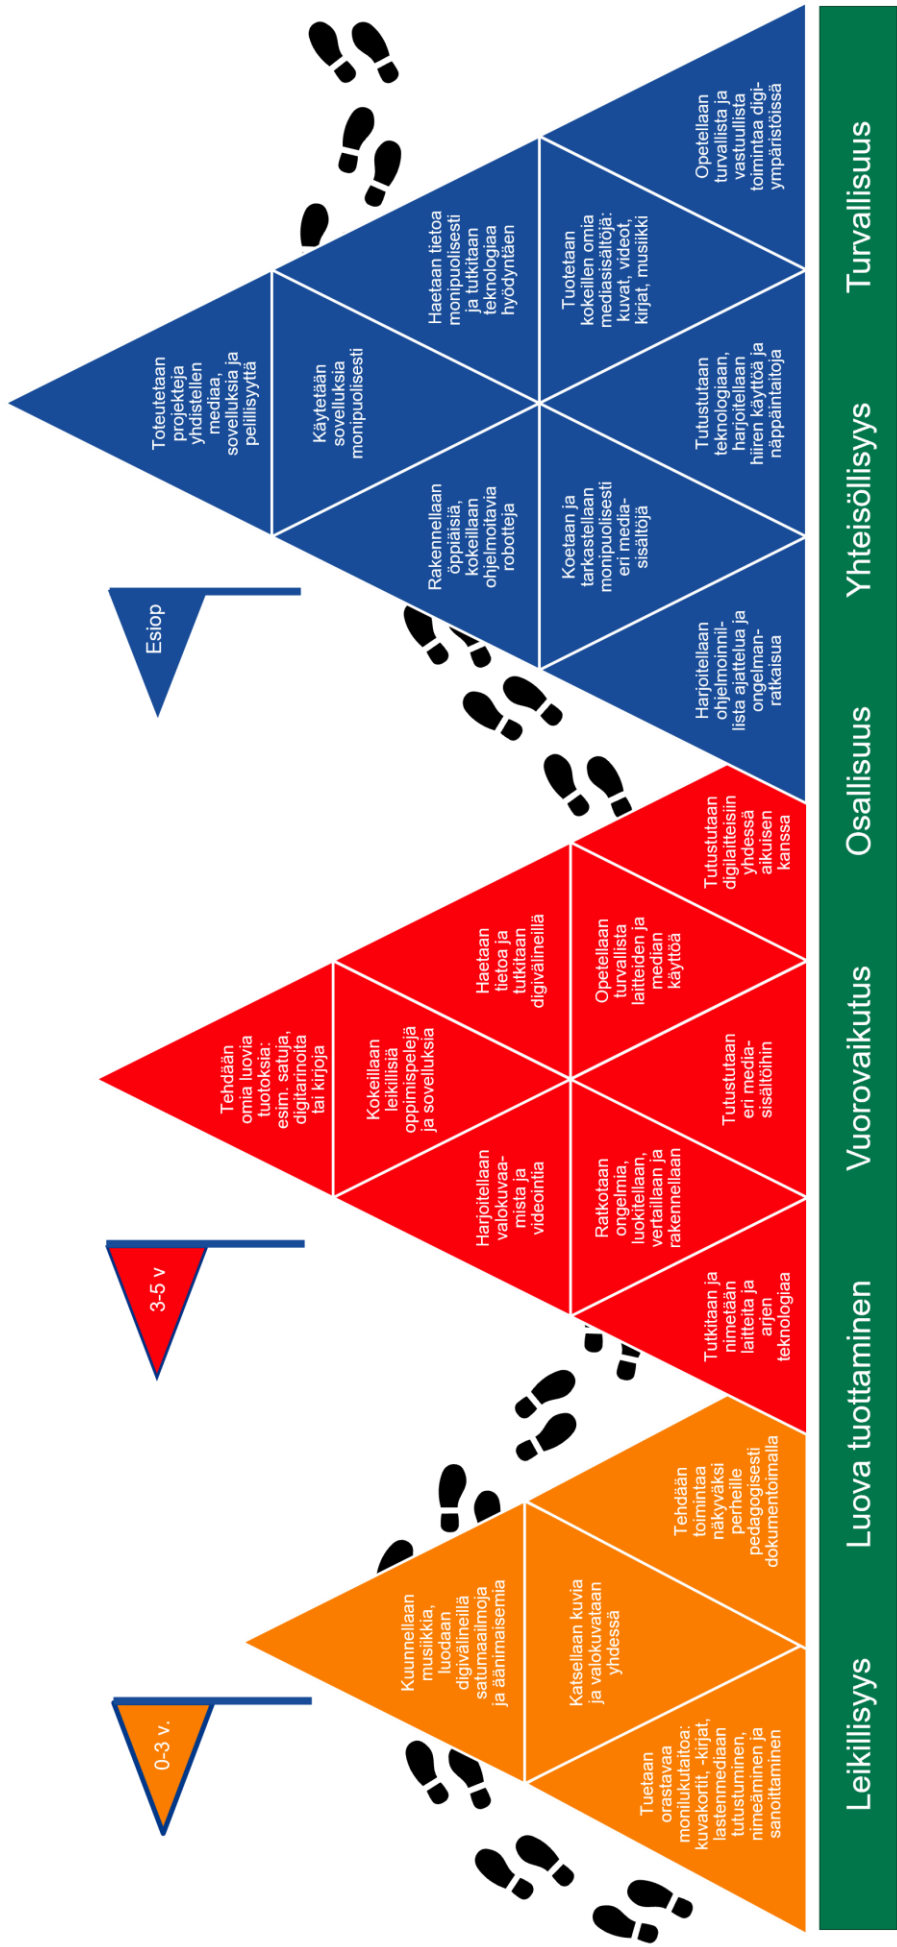 0-3 v.
Kuunnellaan
musiikkia,
luodaan
digivälineillä
satumaailmoja
ja äänimaisemia
Katsellaan kuvia
ja valokuvataan
yhdessä
Tuetaan
orastavaa
monilukutaitoa:
kuvakortit, -kirjat,
lastenmediaan
tutustuminen,
nimeäminen ja
sanoittaminen
Tehdään
toimintaa
näkyväksi
perheille
pedagogisesti
dokumentoimalla
3-5 v
Tehdään
omia luovia
tuotoksia:
esim. satuja,
digitarinoita
tai kirjoja
Kokeillaan
leikillisiä
oppimispelejä
ja sovelluksia
Harjoitellaan
valokuvaa-
mista ja
videointia
Haetaan
tietoa ja
tutkitaan
digivälineillä
Ratkotaan
ongelmia,
luokitellaan,
vertaillaan ja
rakennellaan
Opetellaan
turvallista
laitteiden ja
median
käyttöä
Tutkitaan ja
nimetään
laitteita ja
arjen
teknologiaa
Tutustutaan
eri media-
sisältöihin
Tutustutaan
digilaitteisiin
yhdessä
aikuisen
kanssa
Esiop
Toteutetaan
projekteja
yhdistellen
mediaa,
sovelluksia ja
pelillisyyttä
Käytetään
sovelluksia
monipuolisesti
Rakennellaan
öppiäisiä,
kokeillaan
ohjelmoitavia
robotteja
Haetaan tietoa
monipuolisesti
ja tutkitaan
teknologiaa
hyödyntäen
Koetaan ja
tarkastellaan
monipuolisesti
eri media-
sisältöjä
Tuotetaan
kokeillen omia
mediasisältöjä:
kuvat, videot,
kirjat, musiikki
Harjoitellaan
ohjelmoinnil-
lista ajattelua ja
ongelman-
ratkaisua
Tutustutaan
teknologiaan,
harjoitellaan
hiiren käyttöä ja
näppäintaitoja
Opetellaan
turvallista ja
vastuullista
toimintaa digi-
ympäristöissä
Leikillisyys
Luova tuottaminen
Vuorovaikutus
Osallisuus
Yhteisöllisyys
Turvallisuus